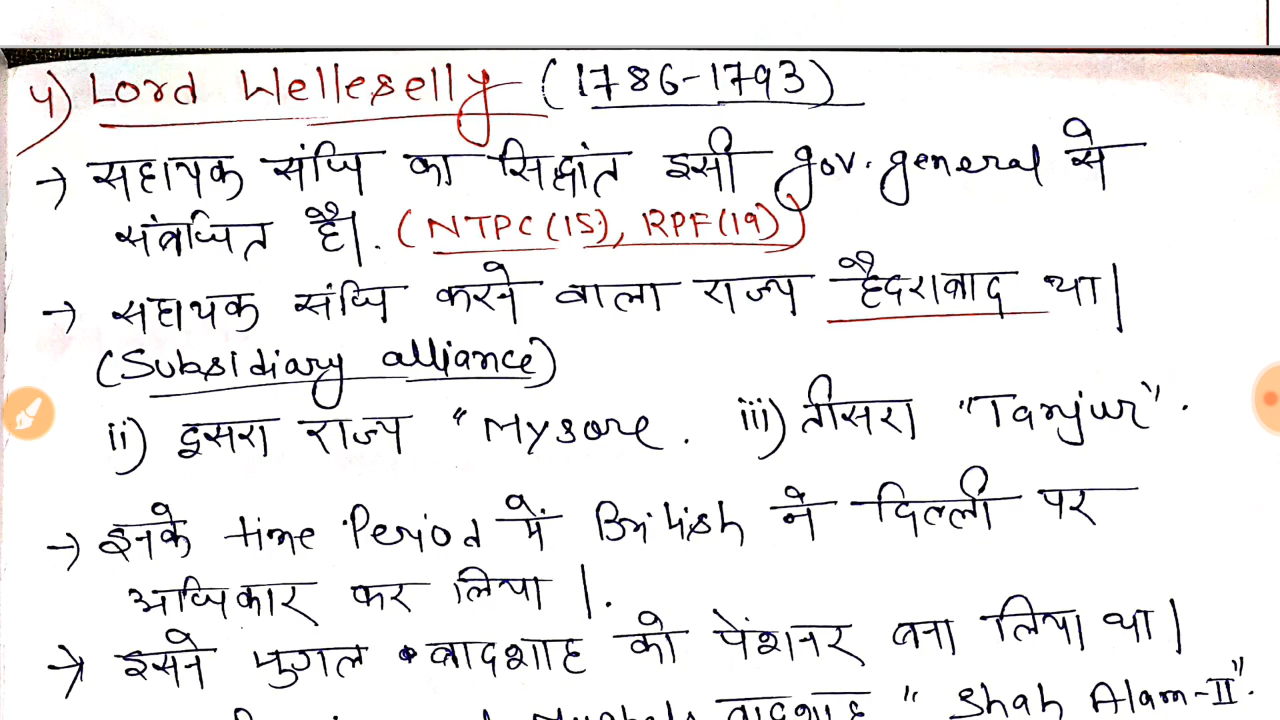 4) Lord Welleselly (1786-1793)
→ सहायक संधि का सिद्धांत इसी gov. general से
संबंधित है। (NTPC(15), RPF(19))
→ सहायक संधि करने वाला राज्य हैदराबाद था।
(Subsidiary alliance)
ii) दूसरा राज्य "Mysore. iii) तीसरा "Tanjur".
→ इनके time Period में British ने दिल्ली पर
अधिकार कर लिया।.
→ इसने मुगल बादशाह को पेंशनर बना लिया था।
बादशाह "Shah Alam-II".